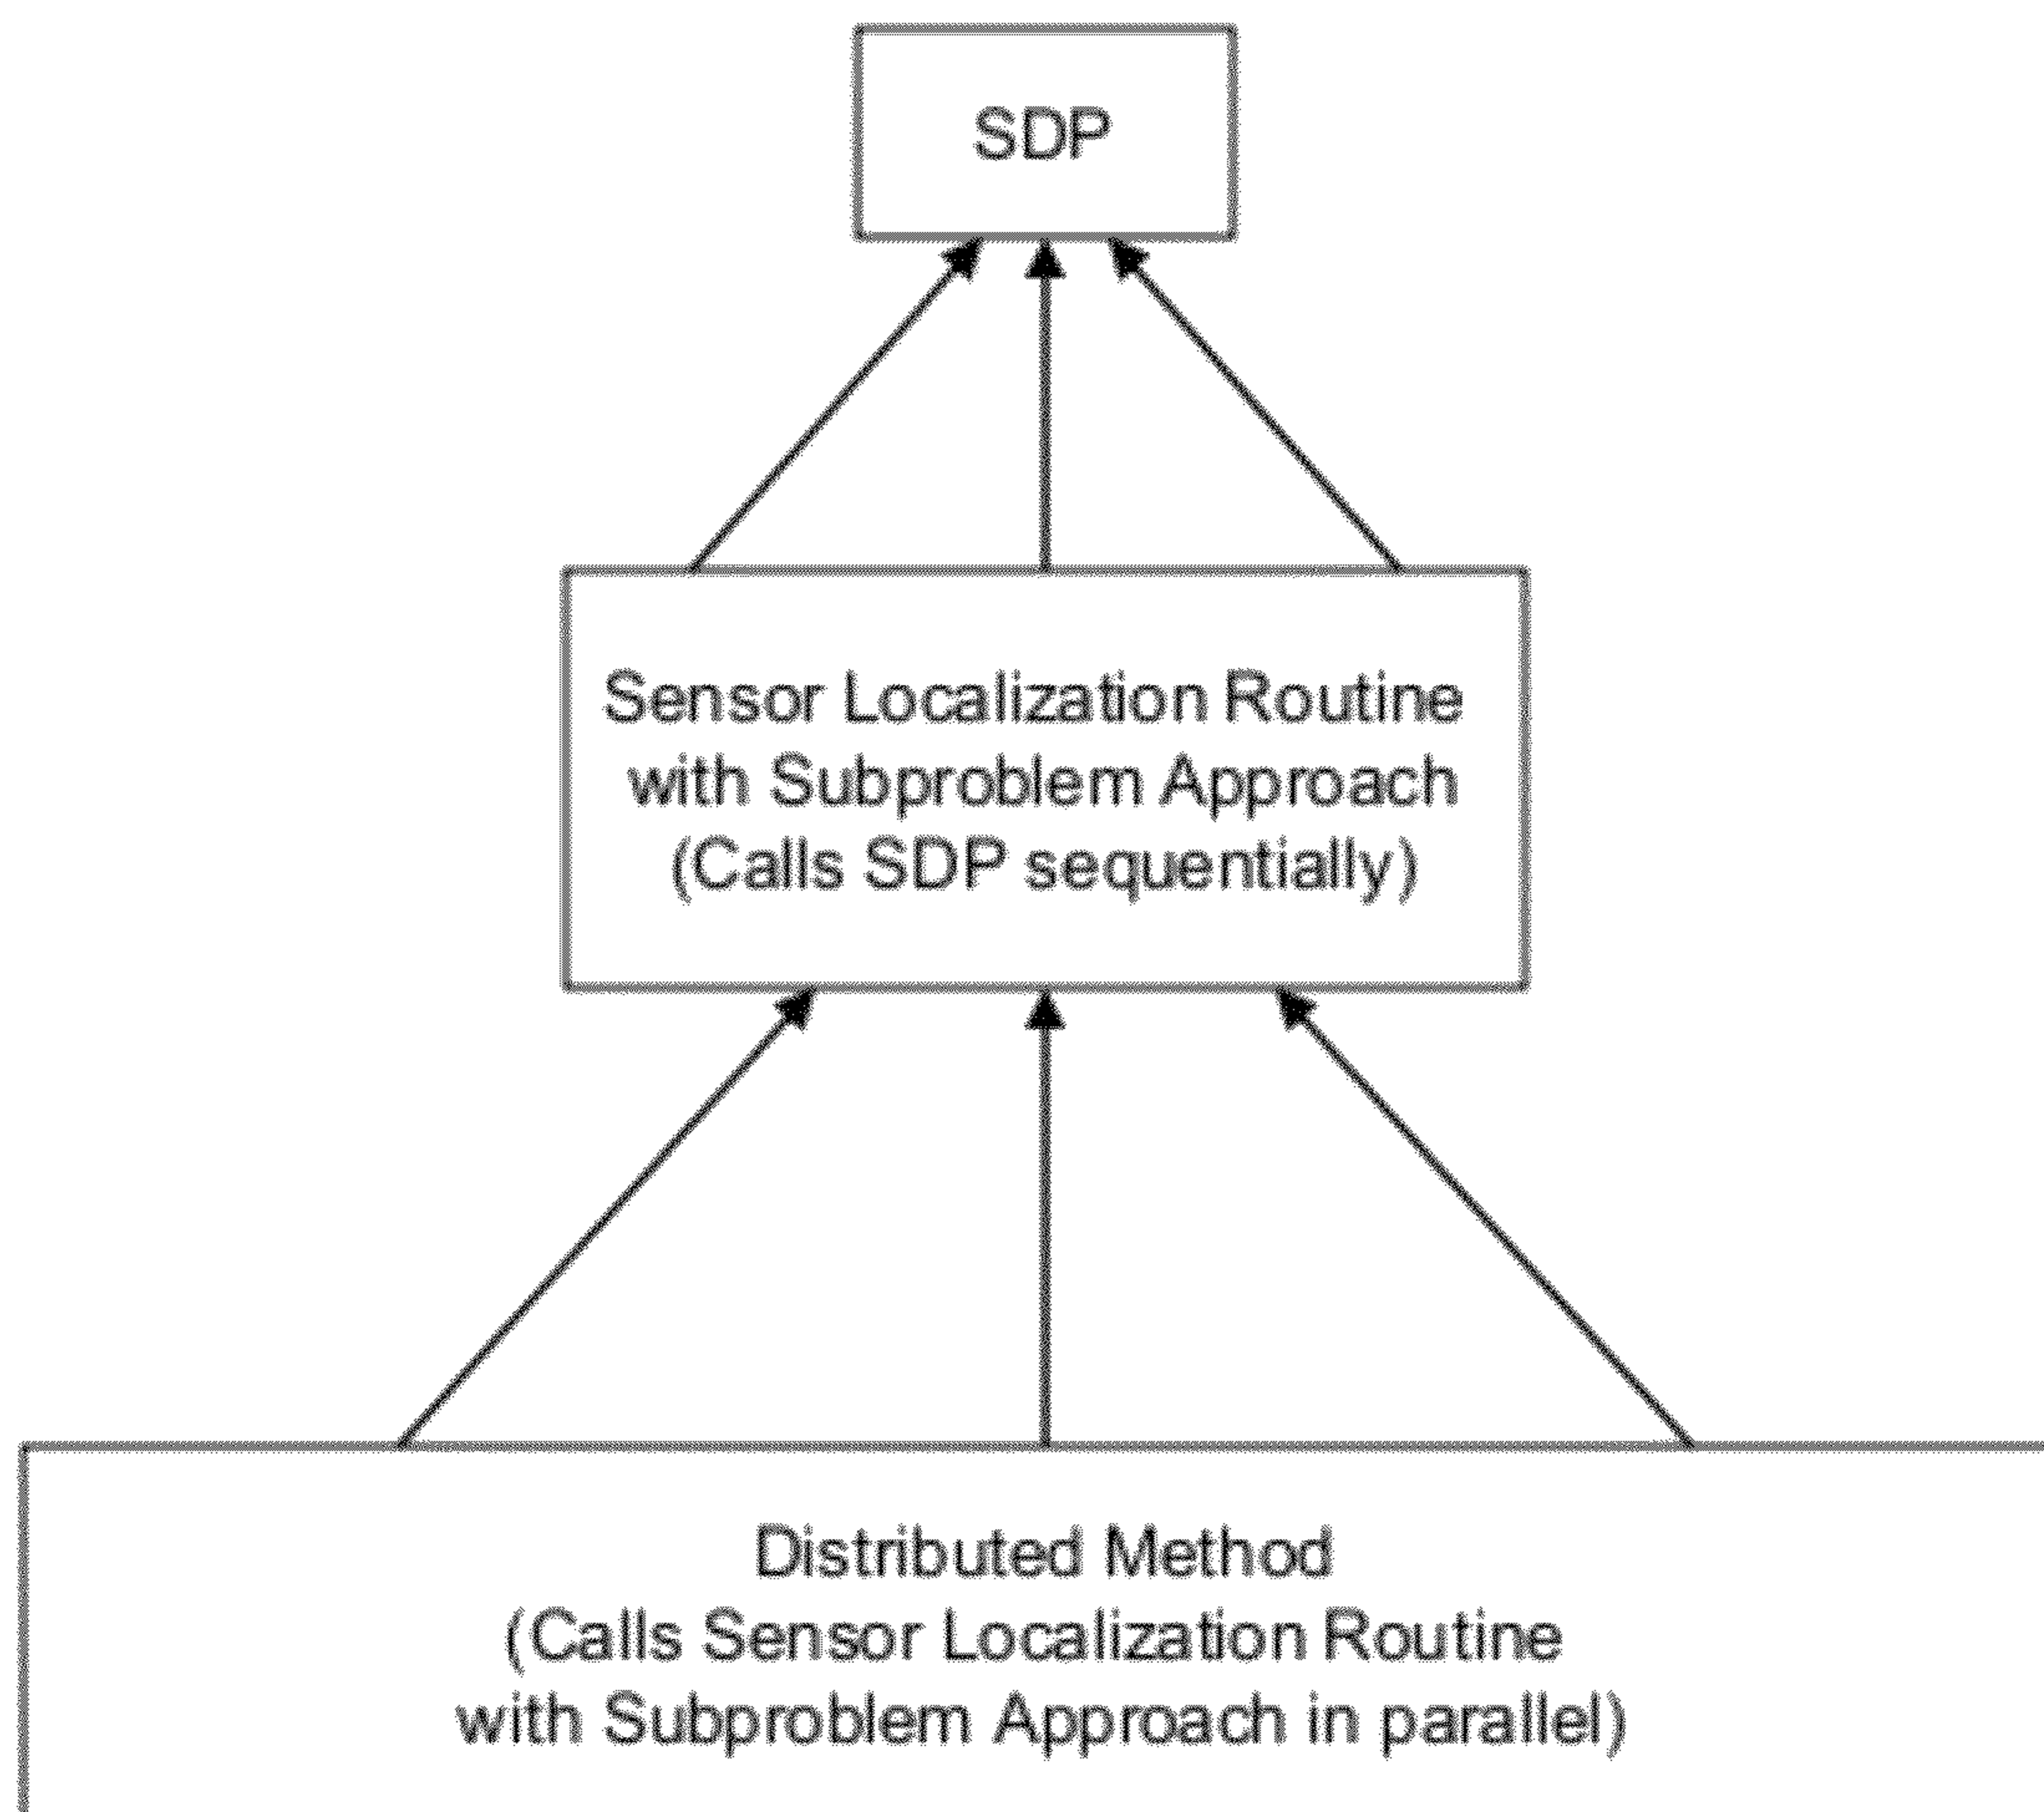 SDP
Sensor Localization Routine
with Subproblem Approach
(Calls SDP sequentially)
Distributed Method
(Calls Sensor Localization Routine
with Subproblem Approach in parallel)